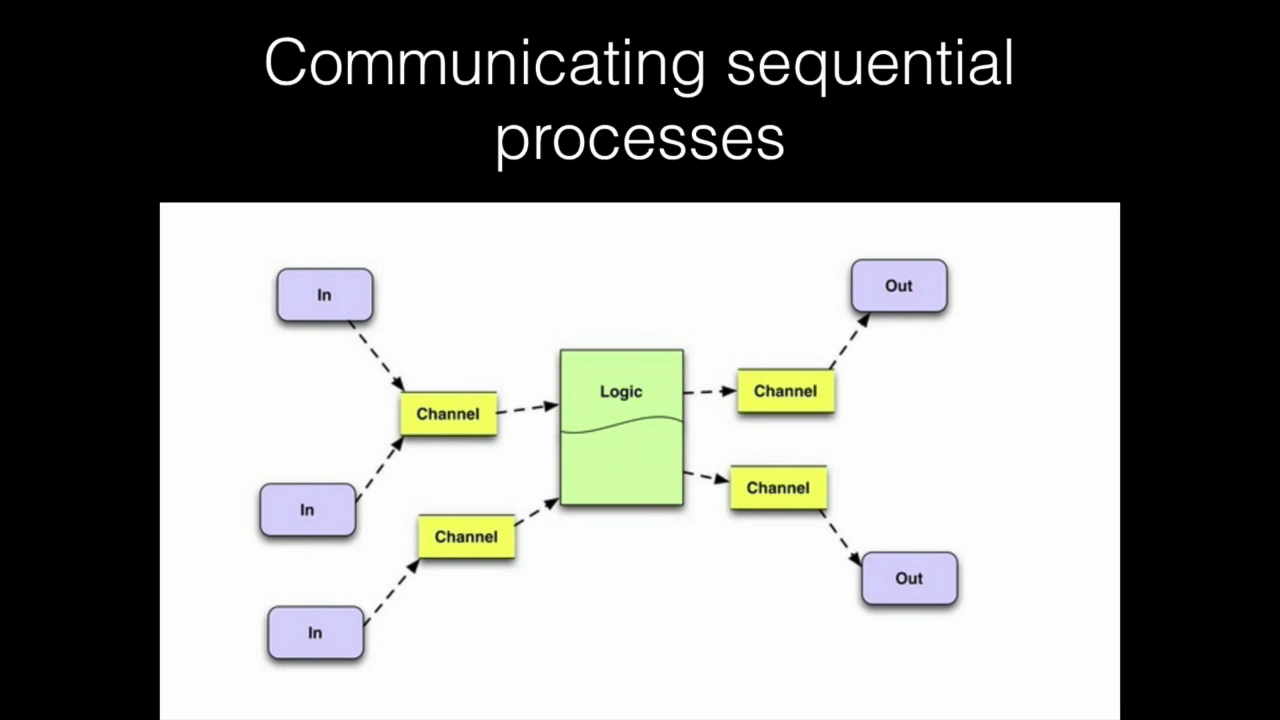 Communicating sequential
processes
In
Out
Channel
Logic
Channel
In
Channel
Channel
In
Out